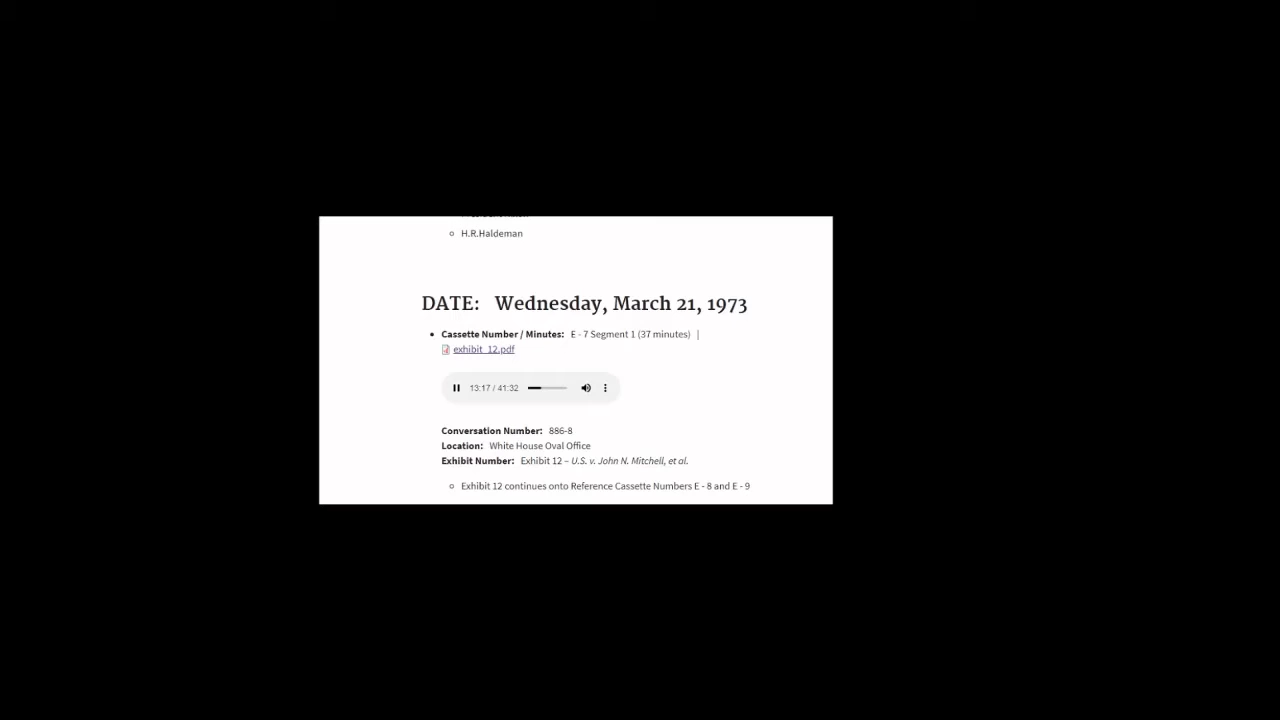 H.R.Haldeman
DATE: Wednesday, March 21, 1973
Cassette Number / Minutes: E - 7 Segment 1 (37 minutes) |
exhibit_12.pdf
13:17 / 41:32
Conversation Number: 886-8
Location: White House Oval Office
Exhibit Number: Exhibit 12 – U.S. v. John N. Mitchell, et al.
Exhibit 12 continues onto Reference Cassette Numbers E - 8 and E - 9